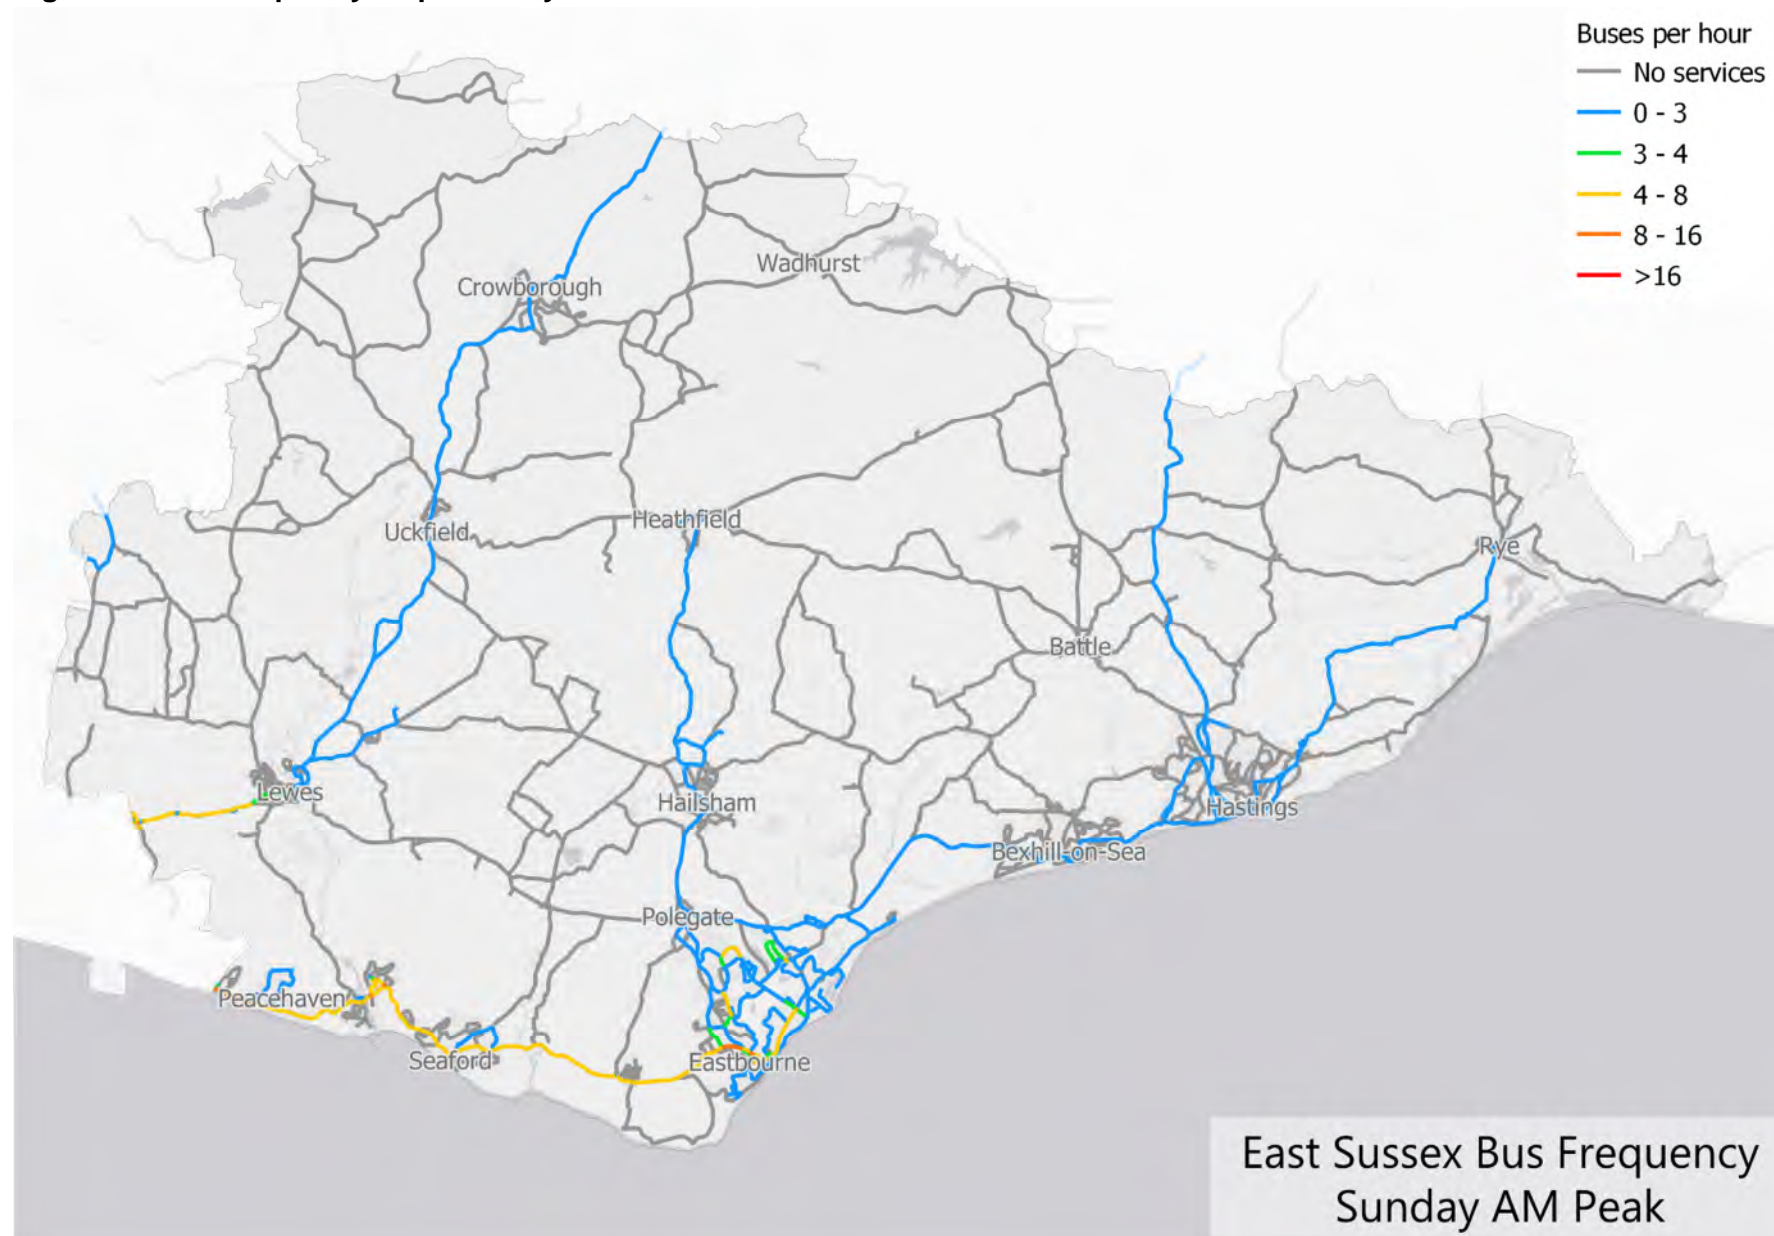 Buses per hour
No services
0 - 3
3 - 4
4 - 8
8 - 16
>16
Wadhurst
Crowborough
Heathfield
Uckfield
Rye
Battle
Lewes
Hailsham
Hastings
Bexhill-on-Sea
Polegate
Peacehaven
Seaford
Eastbourne
East Sussex Bus Frequency
Sunday AM Peak